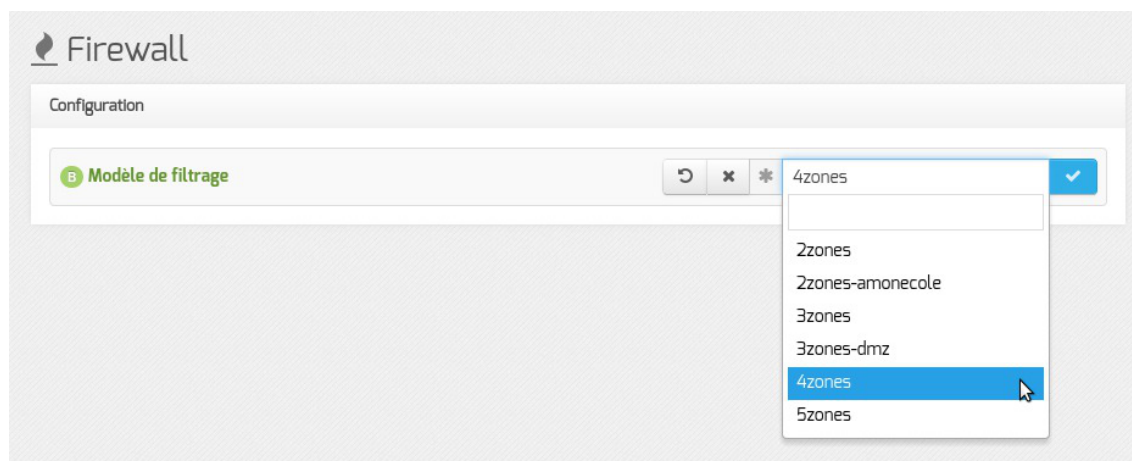 Firewall
Configuration
B Modèle de filtrage
4zones
2zones
2zones-amonecole
3zones
3zones-dmz
4zones
5zones